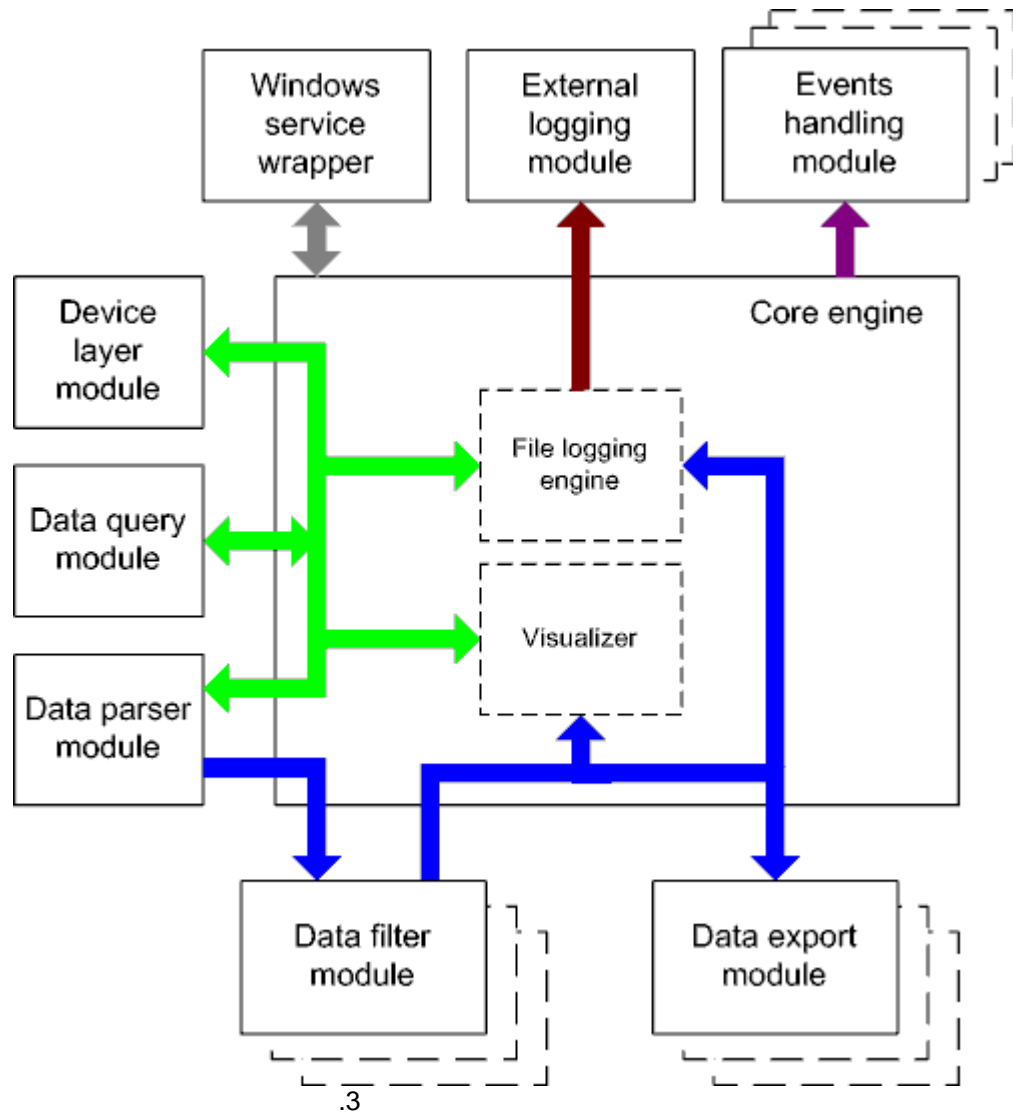 Windows
service
wrapper
External
logging
module
Events
handling
module
Device
layer
module
Core engine
File logging
engine
Data query
module
Visualizer
Data parser
module
Data filter
module
Data export
module
.3